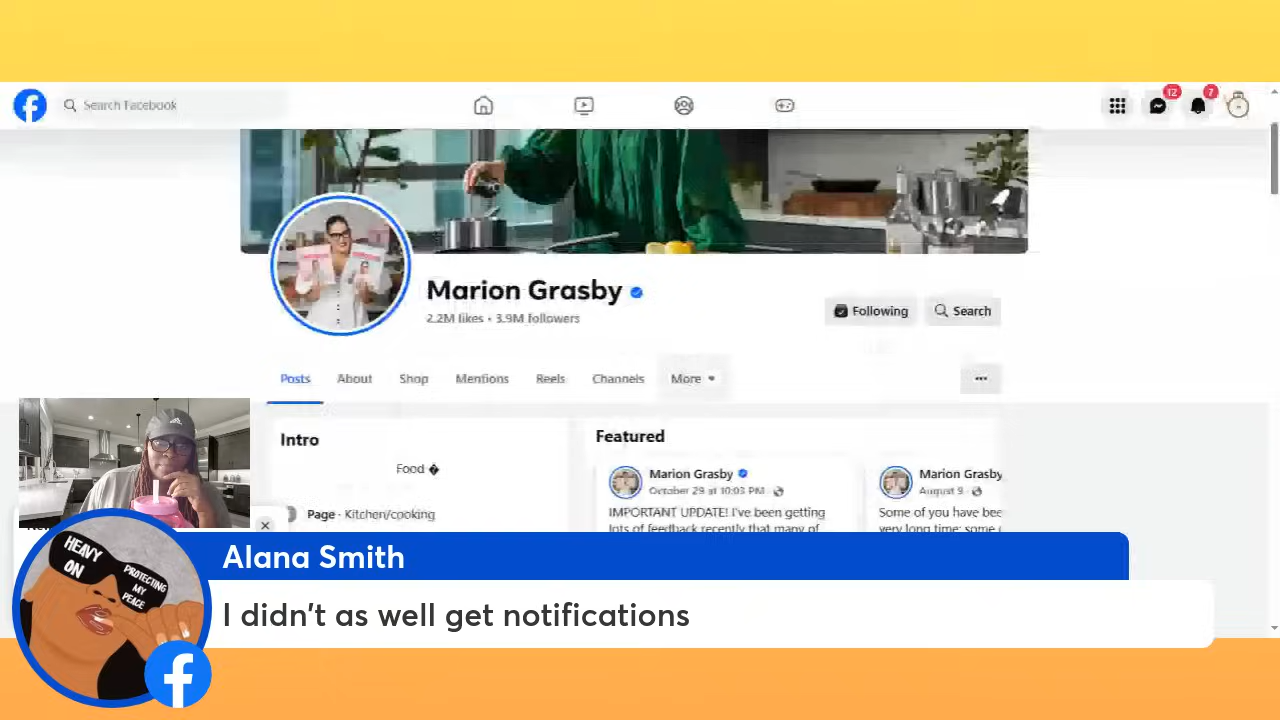 Search Facebook
12
7
Marion Grasby
2.2M likes • 3.9M followers
Following
Search
Posts
About
Shop
Mentions
Reels
Channels
More
Intro
Food �
Page · Kitchen/cooking
Featured
Marion Grasby
October 29 at 10:03 PM
IMPORTANT UPDATE! I've been getting
lots of feedback recently that many of
Marion Grasby
August 9
Some of you have bee
very long time; some
HEAVY
ON
PROTECTING
MY
PEACE
Alana Smith
I didn't as well get notifications